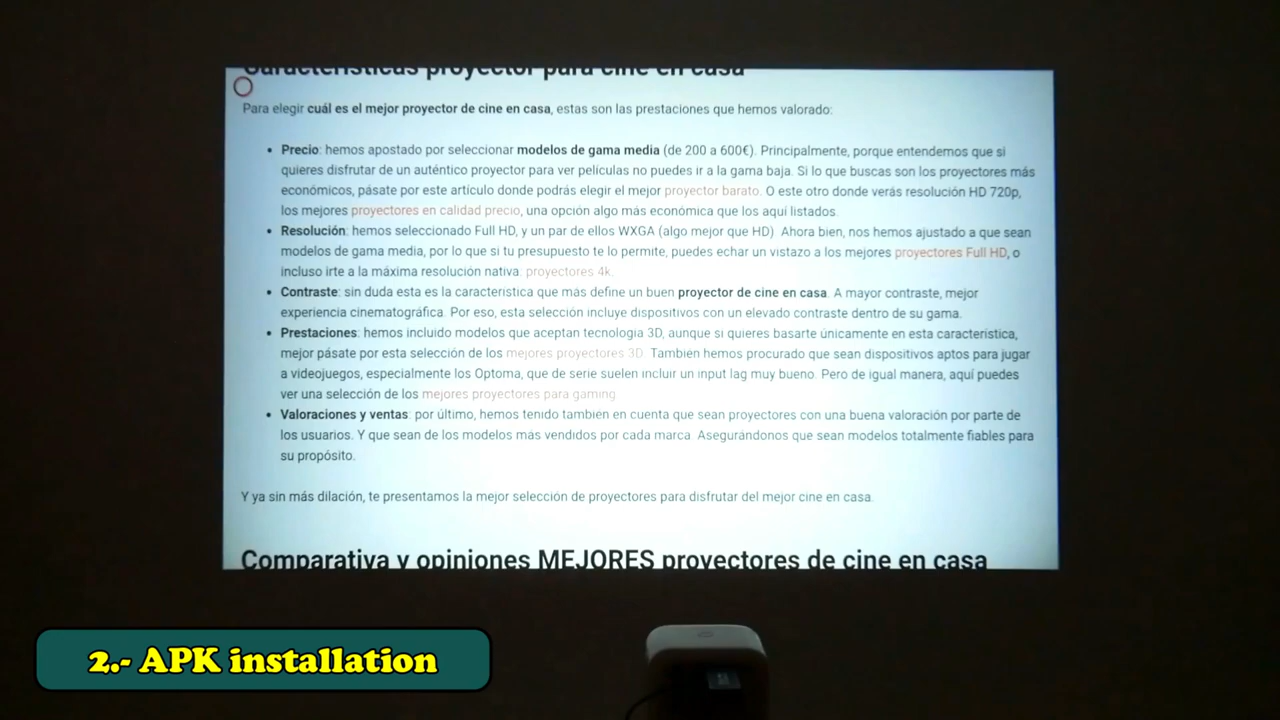 Características proyector para cine en casa
Para elegir cuál es el mejor proyector de cine en casa, estas son las prestaciones que hemos valorado:
• Precio: hemos apostado por seleccionar modelos de gama media (de 200 a 600€). Principalmente, porque entendemos que si
quieres disfrutar de un auténtico proyector para ver películas no puedes ir a la gama baja. Si lo que buscas son los proyectores más
económicos, pásate por este artículo donde podrás elegir el mejor proyector barato. O este otro donde verás resolución HD 720p,
los mejores proyectores en calidad precio, una opción algo más económica que los aquí listados.
• Resolución: hemos seleccionado Full HD, y un par de ellos WXGA (algo mejor que HD). Ahora bien, nos hemos ajustado a que sean
modelos de gama media, por lo que si tu presupuesto te lo permite, puedes echar un vistazo a los mejores proyectores Full HD, o
incluso irte a la máxima resolución nativa: proyectores 4k.
• Contraste: sin duda esta es la característica que más define un buen proyector de cine en casa. A mayor contraste, mejor
experiencia cinematográfica. Por eso, esta selección incluye dispositivos con un elevado contraste dentro de su gama.
• Prestaciones: hemos incluido modelos que aceptan tecnología 3D, aunque si quieres basarte únicamente en esta característica,
mejor pásate por esta selección de los mejores proyectores 3D. También hemos procurado que sean dispositivos aptos para jugar
a videojuegos, especialmente los Optoma, que de serie suelen incluir un input lag muy bueno. Pero de igual manera, aquí puedes
ver una selección de los mejores proyectores para gaming
• Valoraciones y ventas: por último, hemos tenido también en cuenta que sean proyectores con una buena valoración por parte de
los usuarios. Y que sean de los modelos más vendidos por cada marca. Asegurándonos que sean modelos totalmente fiables para
su propósito.
Y ya sin más dilación, te presentamos la mejor selección de proyectores para disfrutar del mejor cine en casa.
Comparativa y opiniones MEJORES proyectores de cine en casa
2.- APK installation